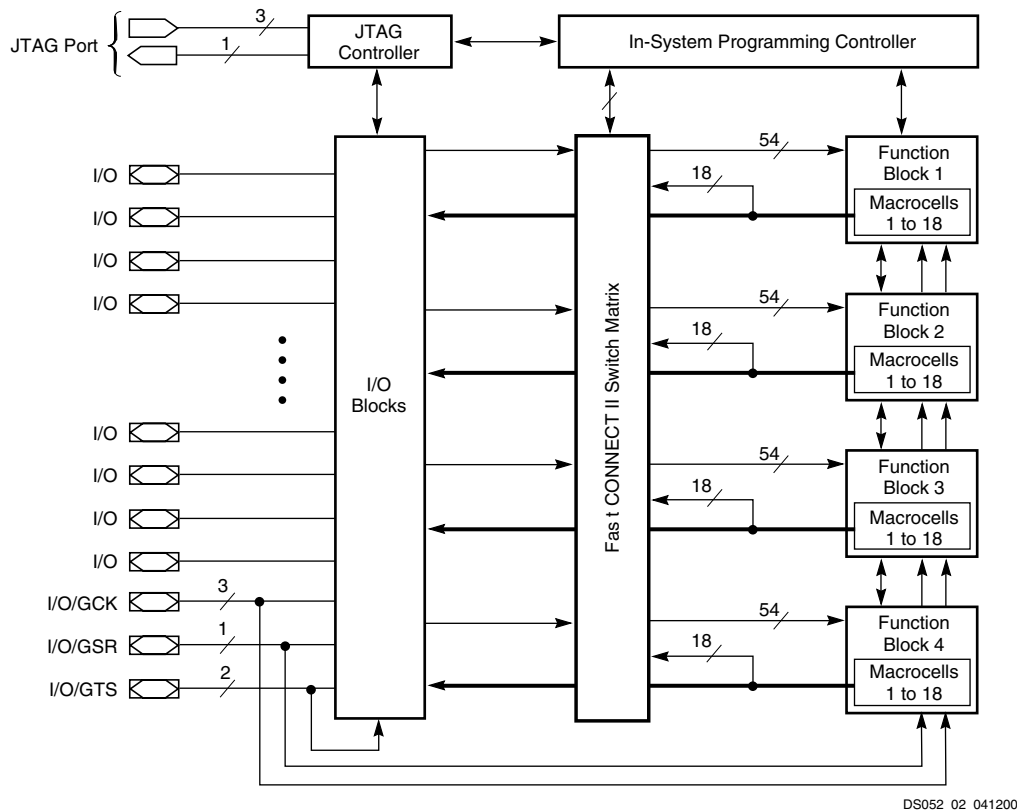 JTAG Port
3
1
JTAG
Controller
In-System Programming Controller
I/O
I/O
I/O
I/O
I/O
I/O
I/O
I/O
I/O/GCK
3
I/O/GSR
1
I/O/GTS
2
I/O
Blocks
Fas t CONNECT II Switch Matrix
54
18
Function
Block 1
Macrocells
1 to 18
54
18
Function
Block 2
Macrocells
1 to 18
54
18
Function
Block 3
Macrocells
1 to 18
54
18
Function
Block 4
Macrocells
1 to 18
DS052_02_041200